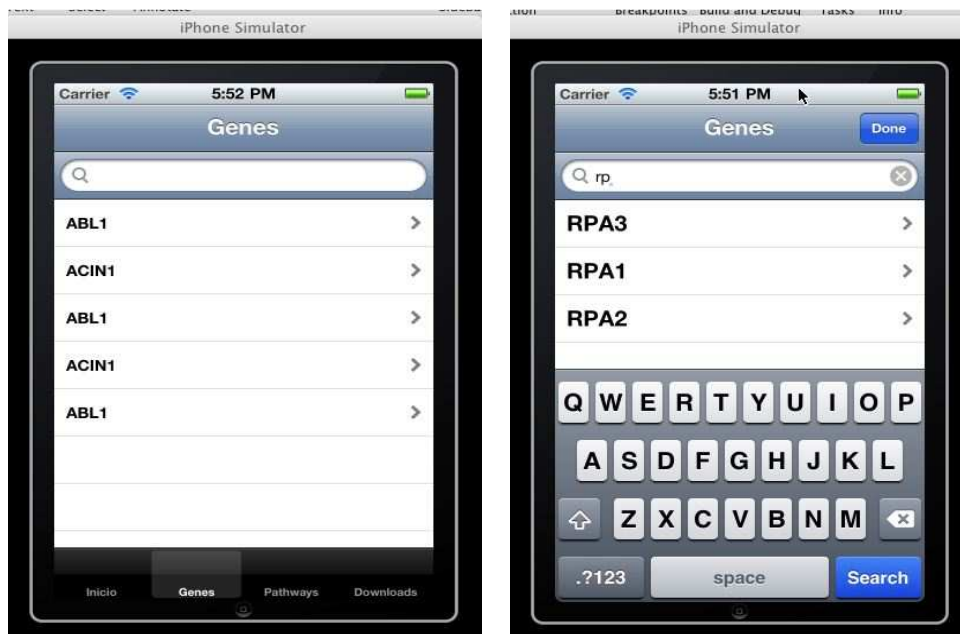 iPhone Simulator
Carrier 5:52 PM
Genes
ABL1
ACIN1
ABL1
ACIN1
ABL1
Inicio Genes Pathways Downloads
Breakpoints Build and Debug Tasks Info
iPhone Simulator
Carrier 5:51 PM
Genes Done
rp
RPA3
RPA1
RPA2
Q W E R T Y U I O P
A S D F G H J K L
Z X C V B N M
.?123 space Search